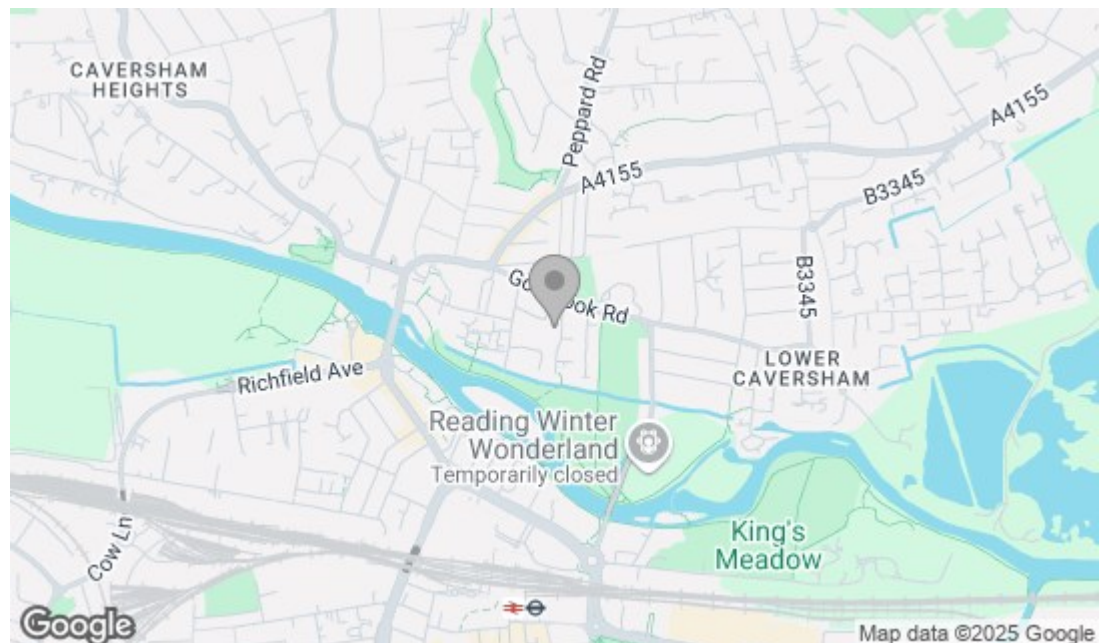 CAVERSHAM
HEIGHTS
Peppard Rd
A4155
A4155
B3345
B3345
Richfield Ave
LOWER
CAVERSHAM
Reading Winter
Wonderland
Temporarily closed
Cow Ln
King's
Meadow
Google
Map data ©2025 Google